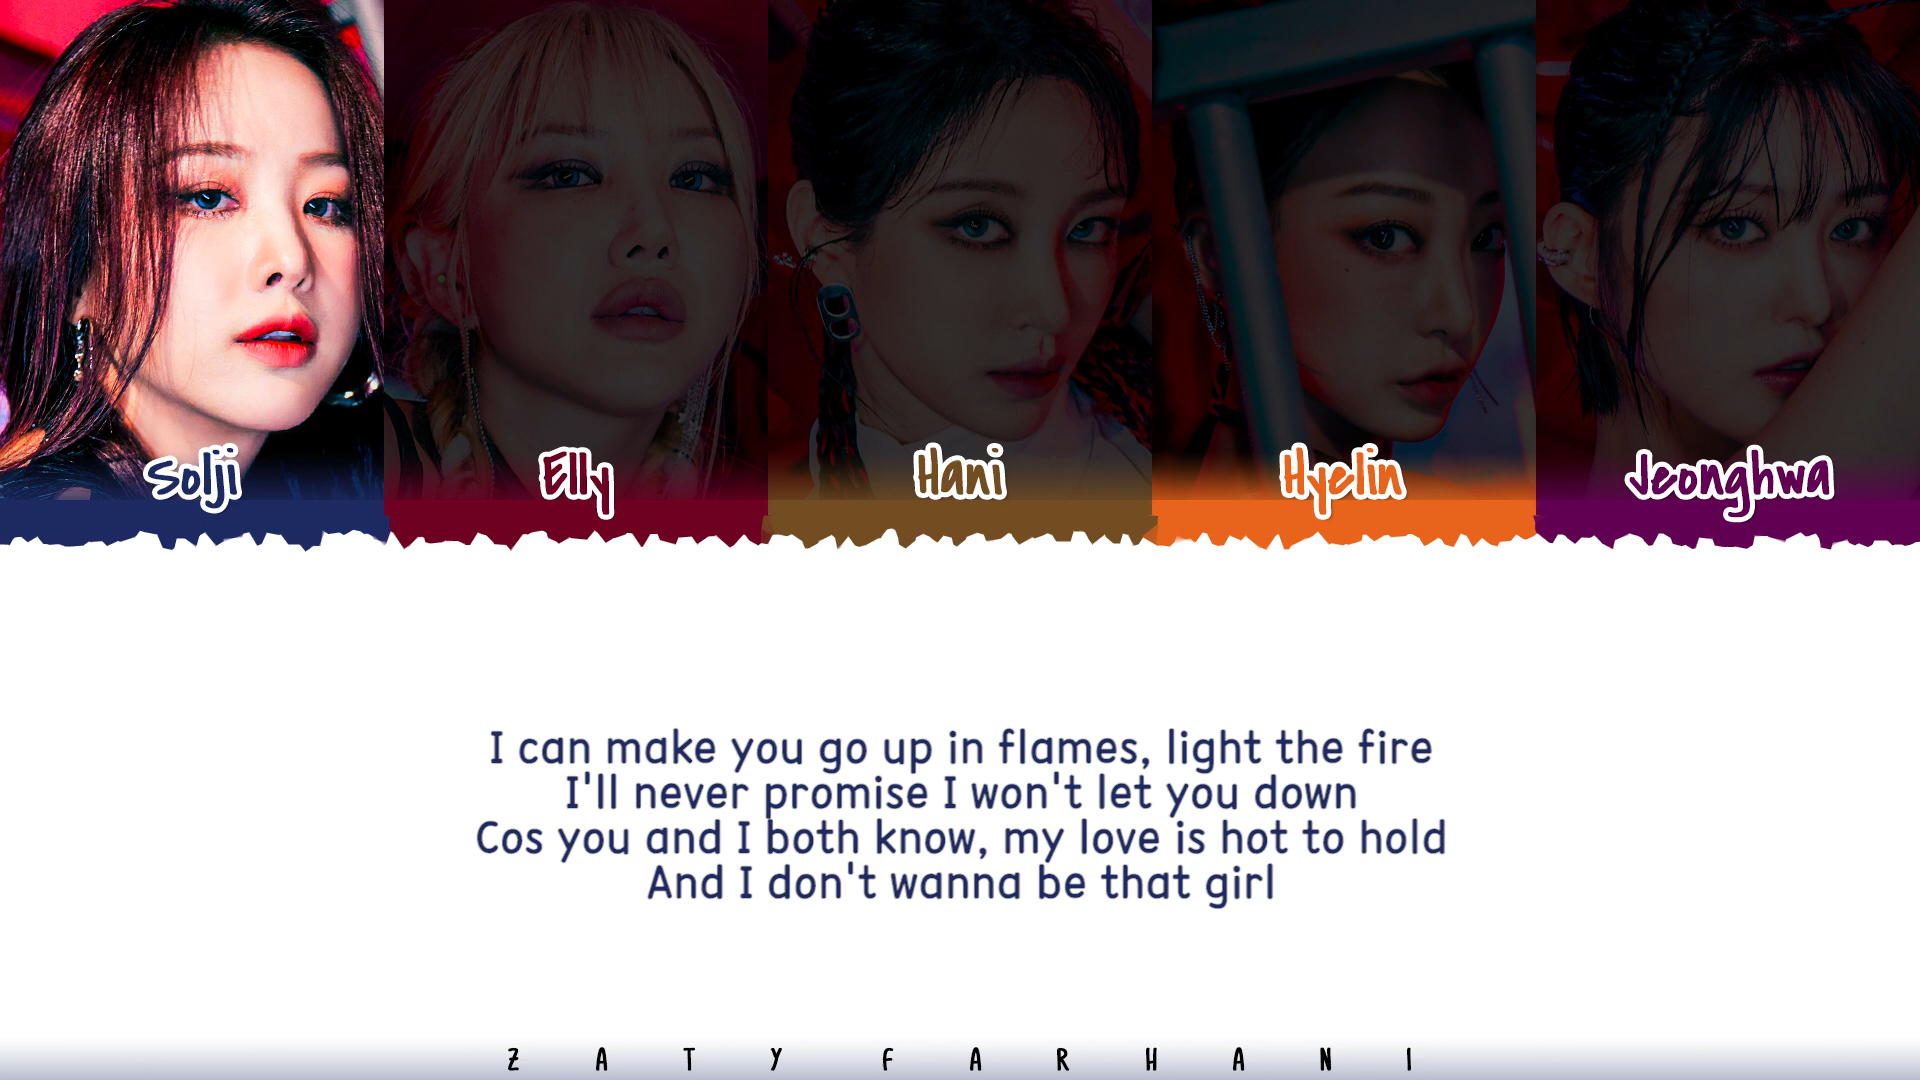 Solji
Elly
Hani
Hyelin
Jeonghwa
I can make you go up in flames, light the fire
I'll never promise I won't let you down
Cos you and I both know, my love is hot to hold
And I don't wanna be that girl
ZATY FARHANI